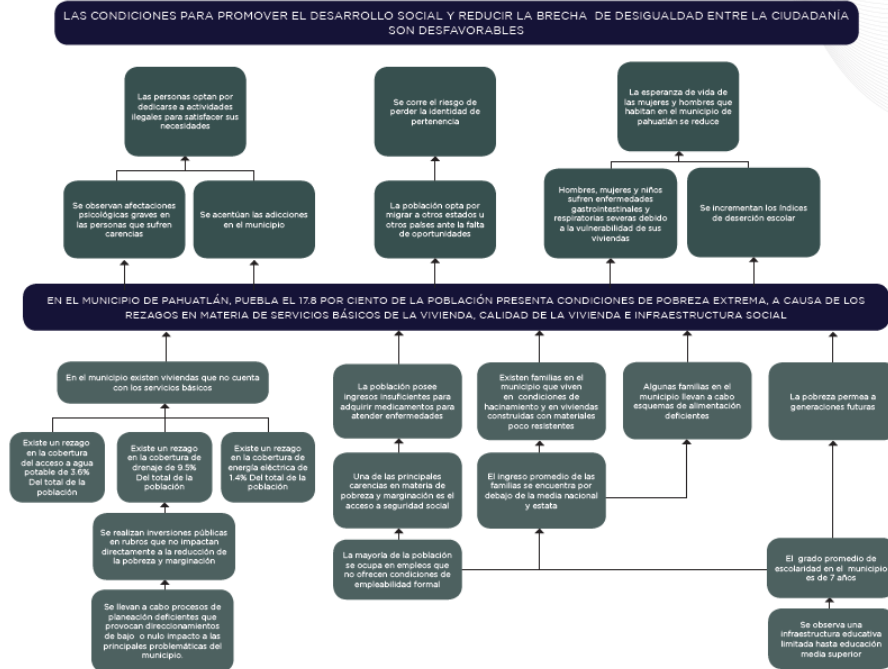 LAS CONDICIONES PARA PROMOVER EL DESARROLLO SOCIAL Y REDUCIR LA BRECHA DE DESIGUALDAD ENTRE LA CIUDADANÍA
SON DESFAVORABLES
Las personas optan por
dedicarse a actividades
ilegales para satisfacer sus
necesidades
Se corre el riesgo de
perder la identidad de
pertenencia
La esperanza de vida de
las mujeres y hombres que
habitan en el municipio de
pahuatlán se reduce
Se observan afectaciones
psicológicas graves en
las personas que sufren
carencias
Se acentúan las adicciones
en el municipio
La población opta por
migrar a otros estados u
otros países ante la falta
de oportunidades
Hombres, mujeres y niños
sufren enfermedades
gastrointestinales y
respiratorias severas debido
a la vulnerabilidad de sus
viviendas
Se incrementan los índices
de deserción escolar
EN EL MUNICIPIO DE PAHUATLÁN, PUEBLA EL 17.8 POR CIENTO DE LA POBLACIÓN PRESENTA CONDICIONES DE POBREZA EXTREMA, A CAUSA DE LOS
REZAGOS EN MATERIA DE SERVICIOS BÁSICOS DE LA VIVIENDA, CALIDAD DE LA VIVIENDA E INFRAESTRUCTURA SOCIAL
En el municipio existen viviendas que no cuenta
con los servicios básicos
La población posee
ingresos insuficientes para
adquirir medicamentos para
atender enfermedades
Existen familias en el
municipio que viven
en condiciones de
hacinamiento y en viviendas
construidas con materiales
poco resistentes
Algunas familias en el
municipio llevan a cabo
esquemas de alimentación
deficientes
La pobreza permea a
generaciones futuras
Existe un rezago
en la cobertura
del acceso a agua
potable de 3.6%
Del total de la
población
Existe un rezago
en la cobertura de
drenaje de 9.5%
Del total de la
población
Existe un rezago
en la cobertura de
energía eléctrica de
1.4% Del total de la
población
Una de las principales
carencias en materia de
pobreza y marginación es el
acceso a seguridad social
El ingreso promedio de las
familias se encuentra por
debajo de la media nacional
y estata
Se realizan inversiones públicas
en rubros que no impactan
directamente a la reducción de
la pobreza y marginación
La mayoría de la población
se ocupa en empleos que
no ofrecen condiciones de
empleabilidad formal
El grado promedio de
escolaridad en el municipio
es de 7 años
Se llevan a cabo procesos de
planeación deficientes que
provocan direccionamientos
de bajo o nulo impacto a las
principales problemáticas del
municipio.
Se observa una
infraestructura educativa
limitada hasta educación
media superior